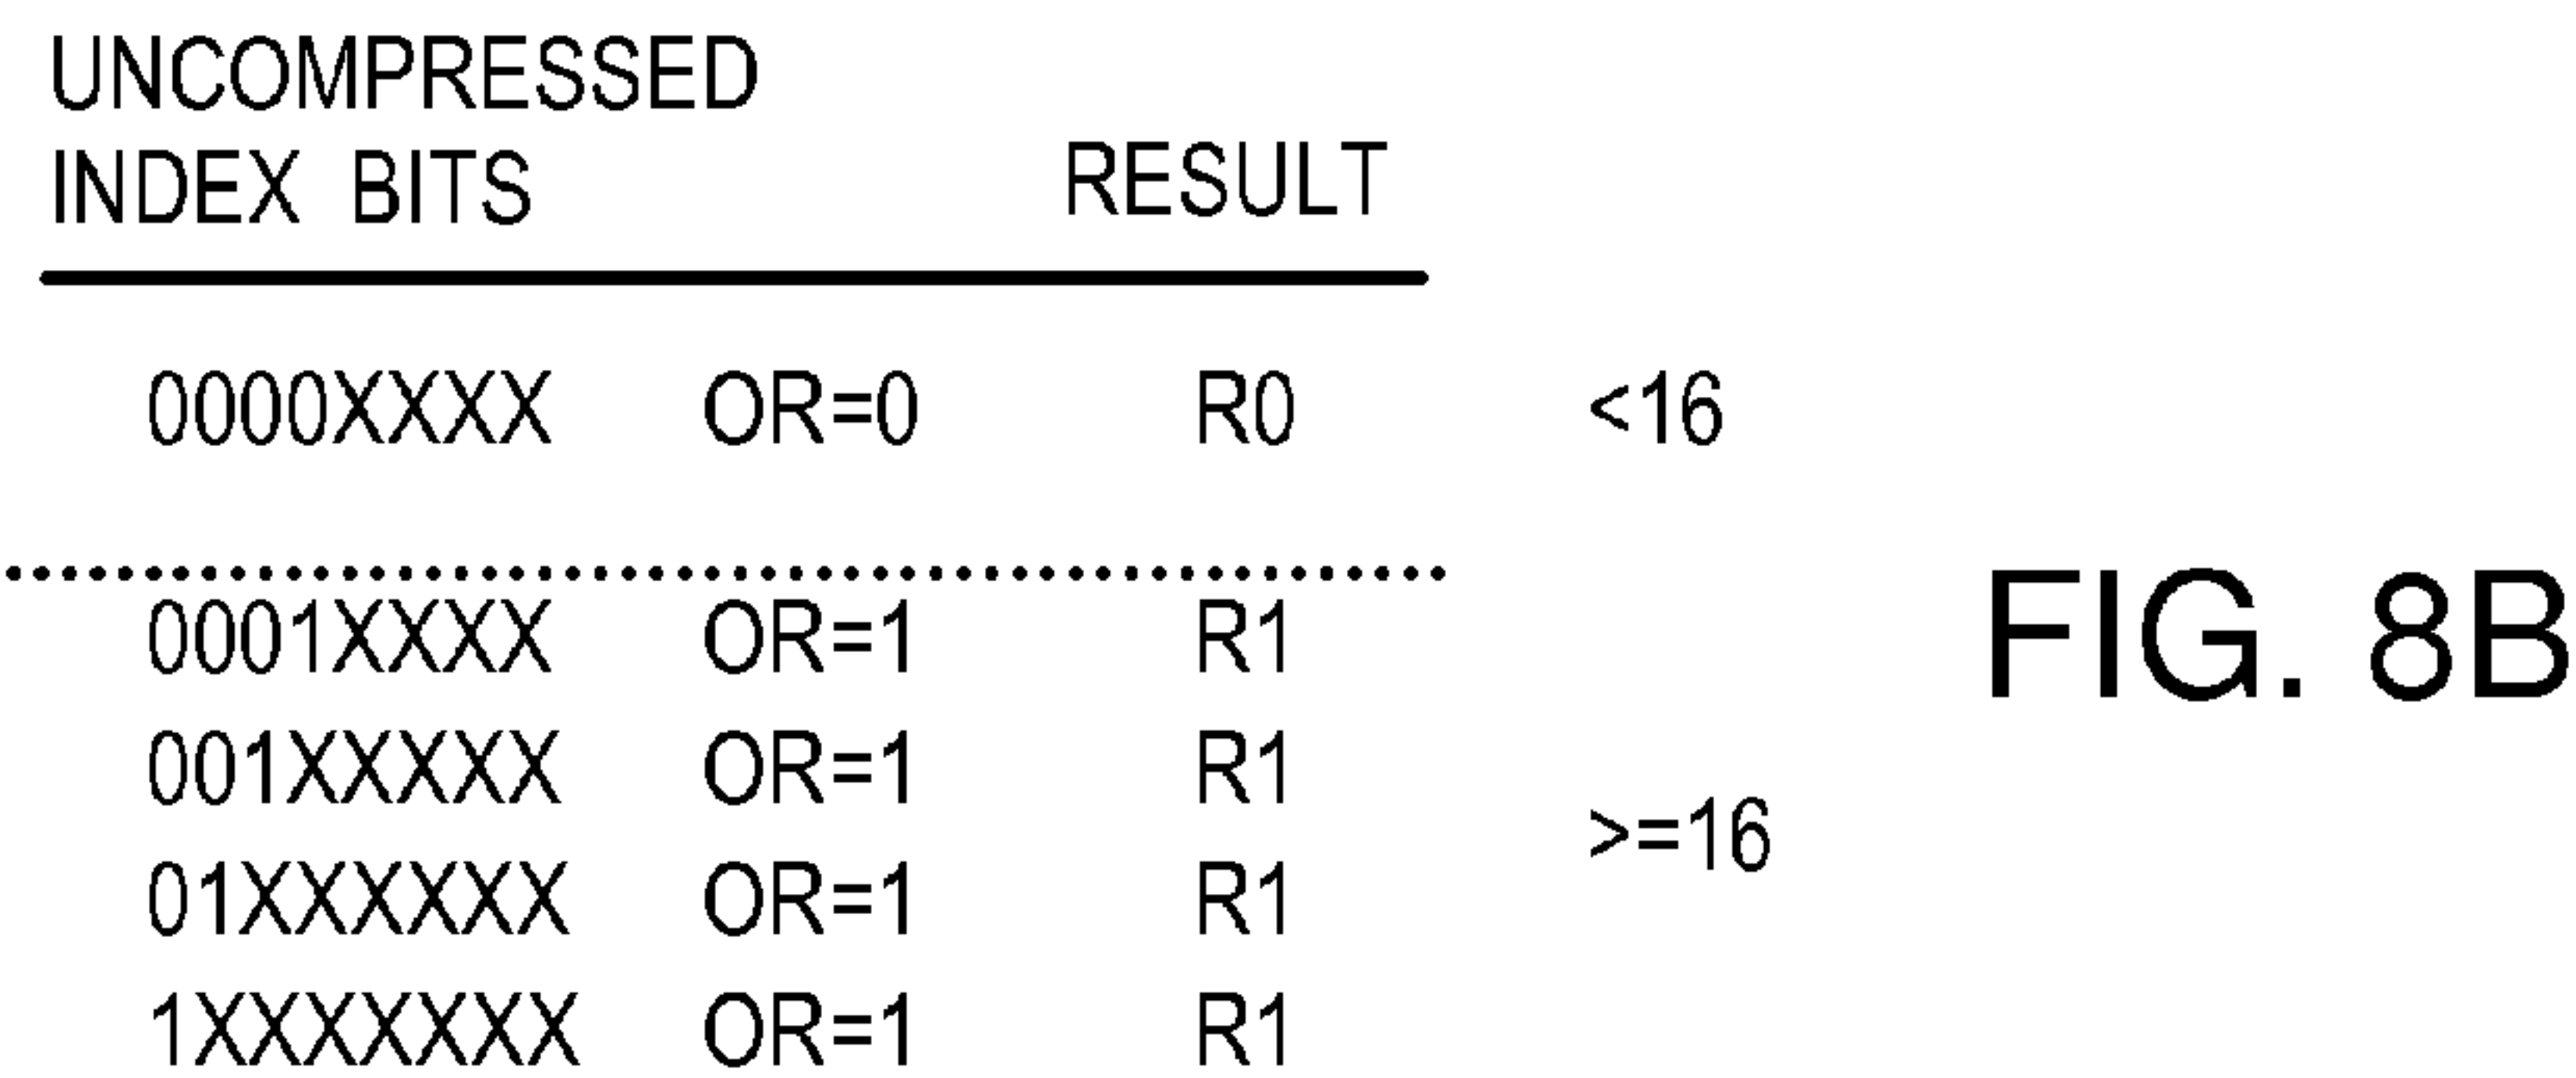 UNCOMPRESSED
INDEX BITS RESULT
0000XXXX OR=0 R0 <16
0001XXXX OR=1 R1
001XXXXX OR=1 R1
>=16
01XXXXXX OR=1 R1
1XXXXXXX OR=1 R1
FIG. 8B